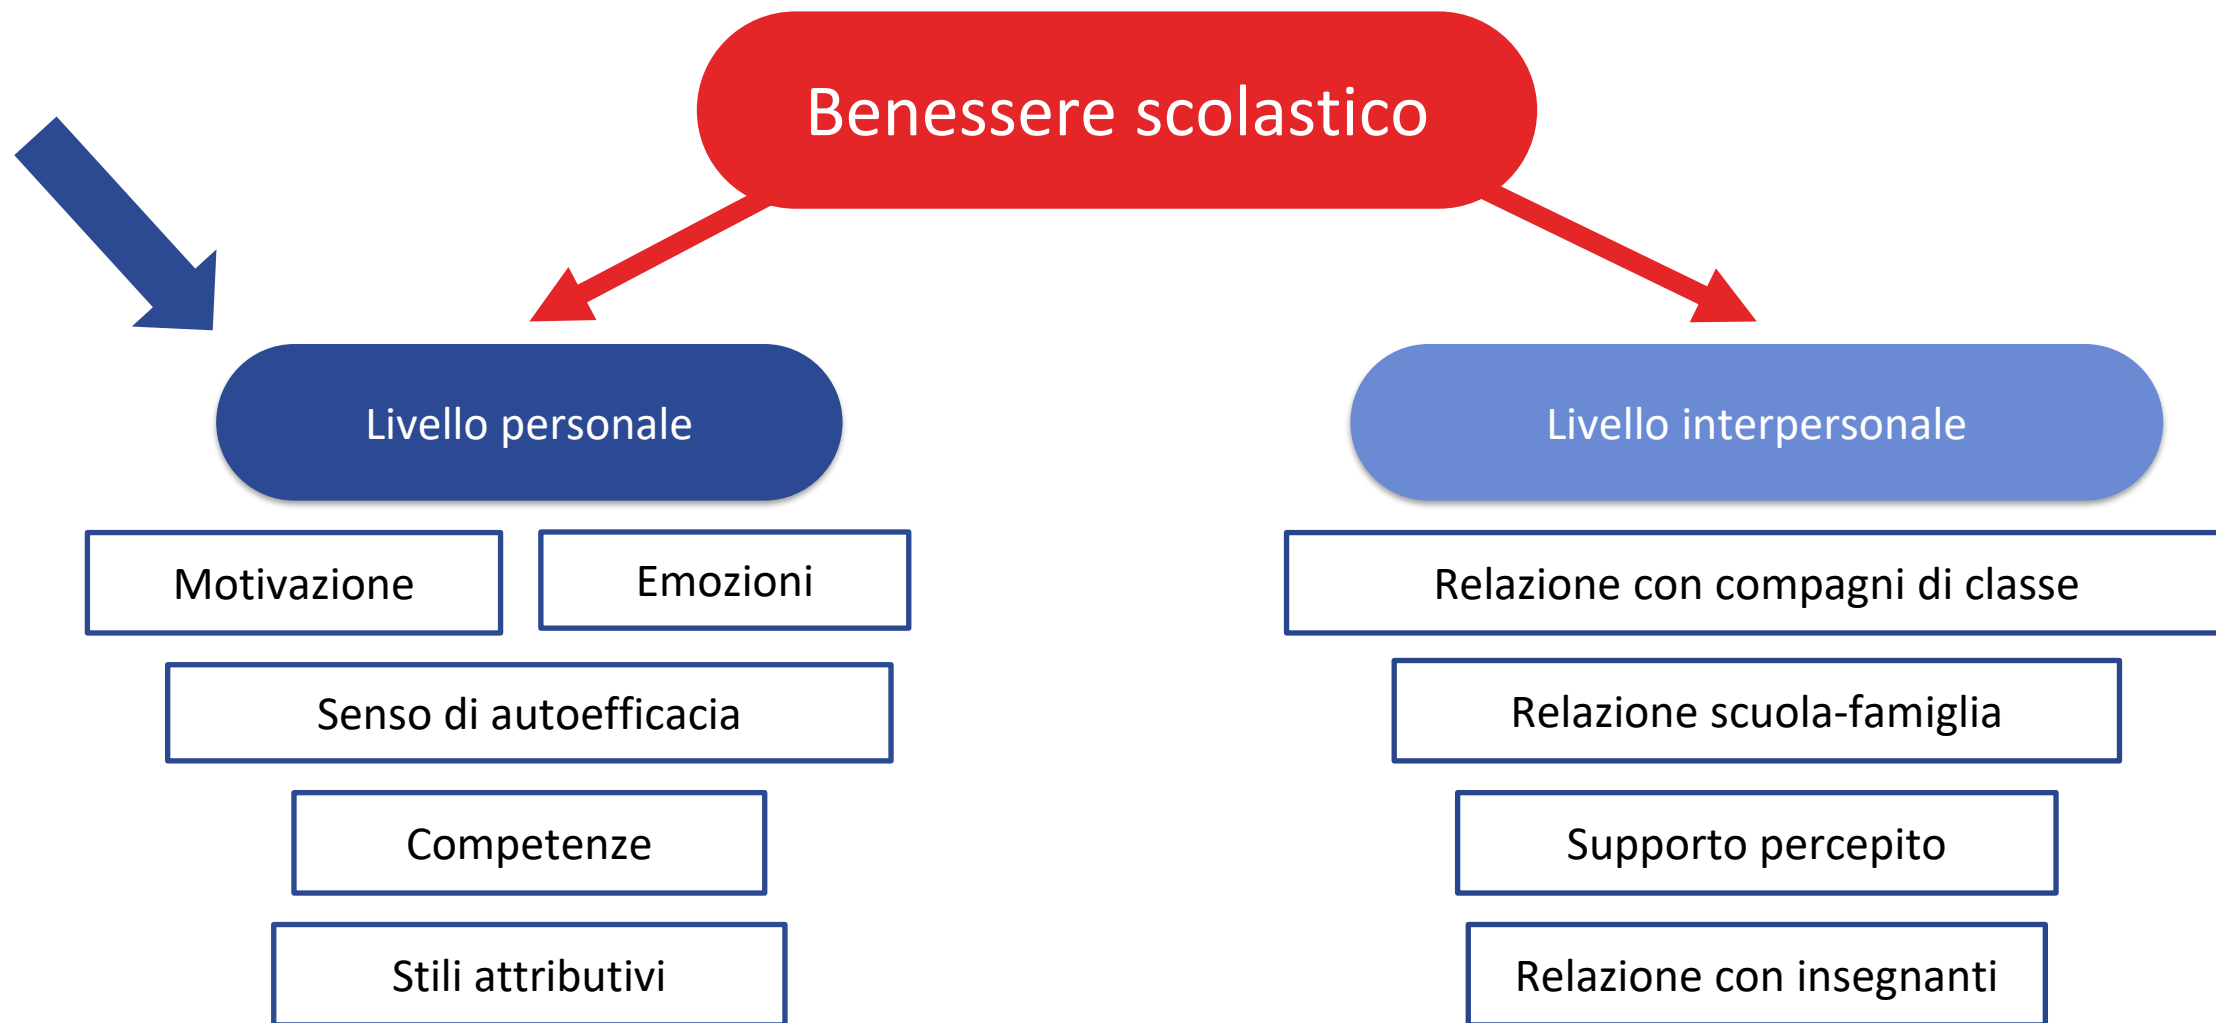 Benessere scolastico
Livello personale
Livello interpersonale
Motivazione
Emozioni
Relazione con compagni di classe
Senso di autoefficacia
Relazione scuola-famiglia
Competenze
Supporto percepito
Stili attributivi
Relazione con insegnanti